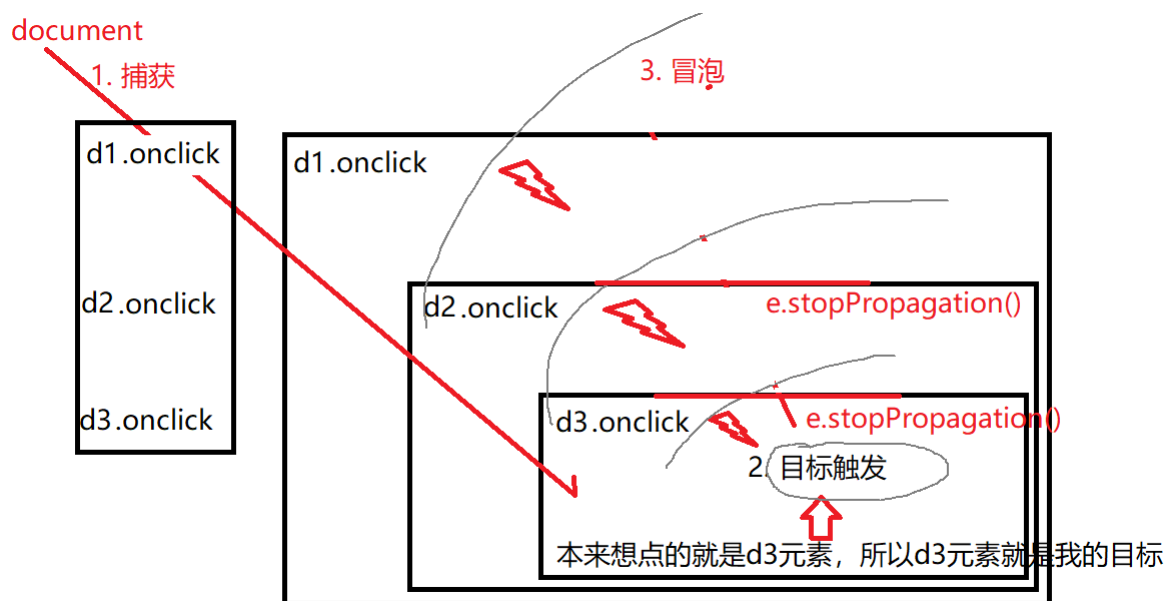 document
1. 捕获
3. 冒泡
d1.onclick
d2.onclick
d3.onclick
d1.onclick
d2.onclick
e.stopPropagation()
d3.onclick
e.stopPropagation()
2. 目标触发
本来想点的就是d3元素，所以d3元素就是我的目标